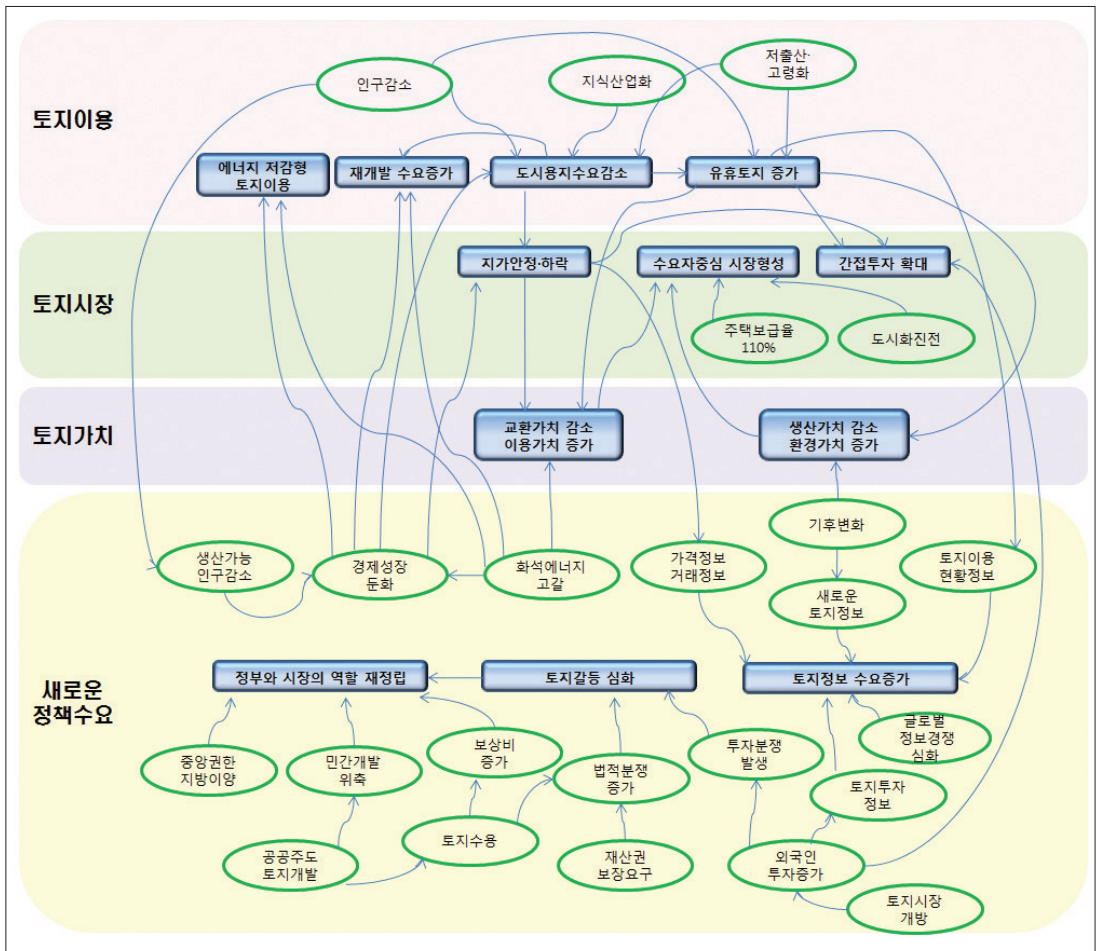 토지이용
인구감소
지식산업화
저출산·
고령화
에너지 저감형
토지이용
재개발 수요증가
도시용지수요감소
유휴토지 증가
토지시장
지가안정·하락
수요자중심 시장형성
간접투자 확대
주택보급율
110%
도시화진전
토지가치
교환가치 감소
이용가치 증가
생산가치 감소
환경가치 증가
새로운
정책수요
기후변화
생산가능
인구감소
경제성장
둔화
화석에너지
고갈
가격정보
거래정보
토지이용
현황정보
새로운
토지정보
정부와 시장의 역할 재정립
토지갈등 심화
토지정보 수요증가
중앙권한
지방이양
민간개발
위축
보상비
증가
법적분쟁
증가
투자분쟁
발생
글로벌
정보경쟁
심화
토지투자
정보
공공주도
토지개발
토지수용
재산권
보장요구
외국인
투자증가
토지시장
개방